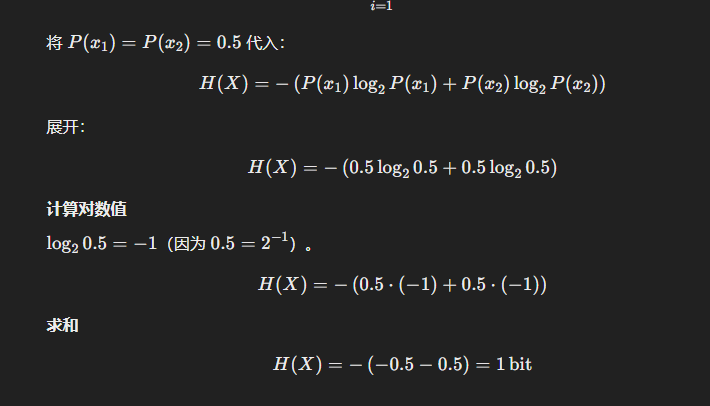 i=1
将 P(x₁) = P(x₂) = 0.5 代入：
H(X) = − (P(x₁) log₂ P(x₁) + P(x₂) log₂ P(x₂))
展开：
H(X) = − (0.5 log₂ 0.5 + 0.5 log₂ 0.5)
计算对数值
log₂ 0.5 = −1（因为 0.5 = 2⁻¹）。
H(X) = − (0.5 · (−1) + 0.5 · (−1))
求和
H(X) = − (−0.5 − 0.5) = 1 bit